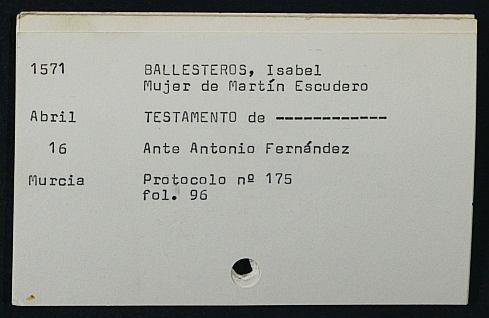 1571 BALLESTEROS, Isabel
Mujer de Martín Escudero
Abril TESTAMENTO de ------------
16 Ante Antonio Fernández
Murcia Protocolo nº 175
fol. 96